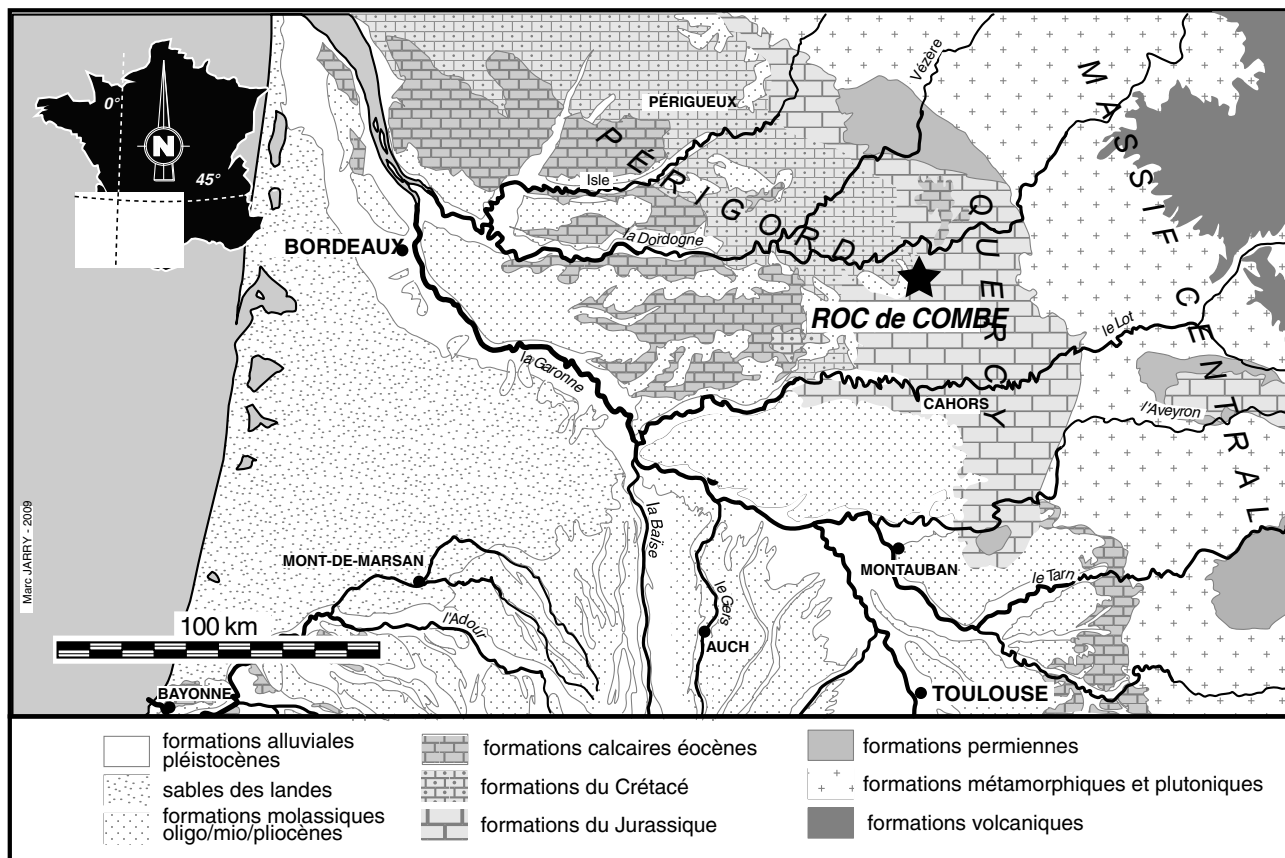 0°
N
45°
PÉRIGUEUX
Vézère
MASSIF CENTRAL
PÉRIGORD
Isle
QUERCY
la Dordogne
BORDEAUX
ROC de COMBE
le Lot
la Garonne
CAHORS
l'Aveyron
Marc JARRY - 2009
la Baïse
MONT-DE-MARSAN
MONTAUBAN
le Tarn
le Gers
100 km
l'Adour
AUCH
BAYONNE
TOULOUSE
formations alluviales
pléistocènes
sables des landes
formations molassiques
oligo/mio/pliocènes
formations calcaires éocènes
formations du Crétacé
formations du Jurassique
formations permiennes
formations métamorphiques et plutoniques
formations volcaniques